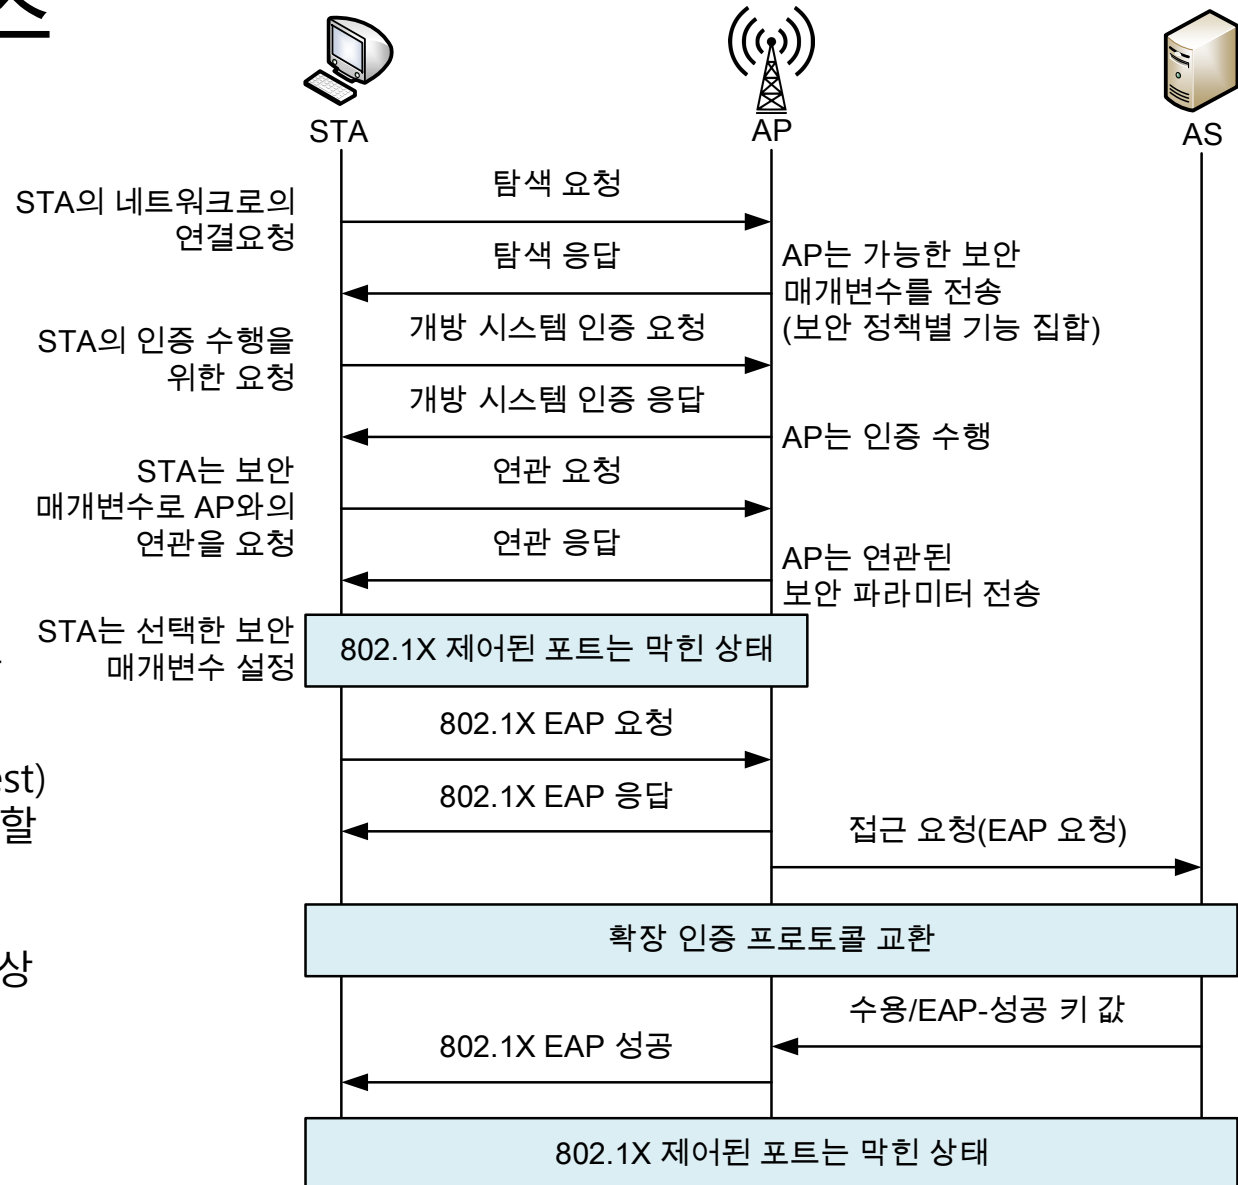 스
STA
AP
AS
STA의 네트워크로의
연결요청
탐색 요청
탐색 응답
AP는 가능한 보안
매개변수를 전송
(보안 정책별 기능 집합)
STA의 인증 수행을
위한 요청
개방 시스템 인증 요청
개방 시스템 인증 응답
AP는 인증 수행
STA는 보안
매개변수로 AP와의
연관을 요청
연관 요청
연관 응답
AP는 연관된
보안 파라미터 전송
STA는 선택한 보안
매개변수 설정
802.1X 제어된 포트는 막힌 상태
802.1X EAP 요청
est)
할
802.1X EAP 응답
접근 요청(EAP 요청)
확장 인증 프로토콜 교환
상
수용/EAP-성공 키 값
802.1X EAP 성공
802.1X 제어된 포트는 막힌 상태